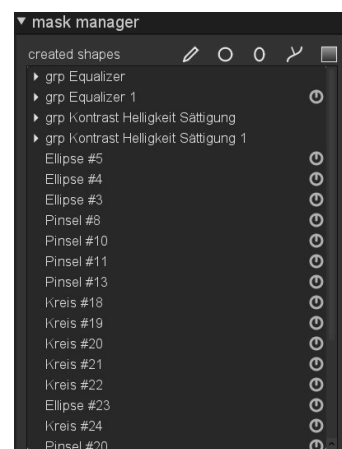 mask manager
created shapes
grp Equalizer
grp Equalizer 1
grp Kontrast Helligkeit Sättigung
grp Kontrast Helligkeit Sättigung 1
Ellipse #5
Ellipse #4
Ellipse #3
Pinsel #8
Pinsel #10
Pinsel #11
Pinsel #13
Kreis #18
Kreis #19
Kreis #20
Kreis #21
Kreis #22
Ellipse #23
Kreis #24
Pinsel #20